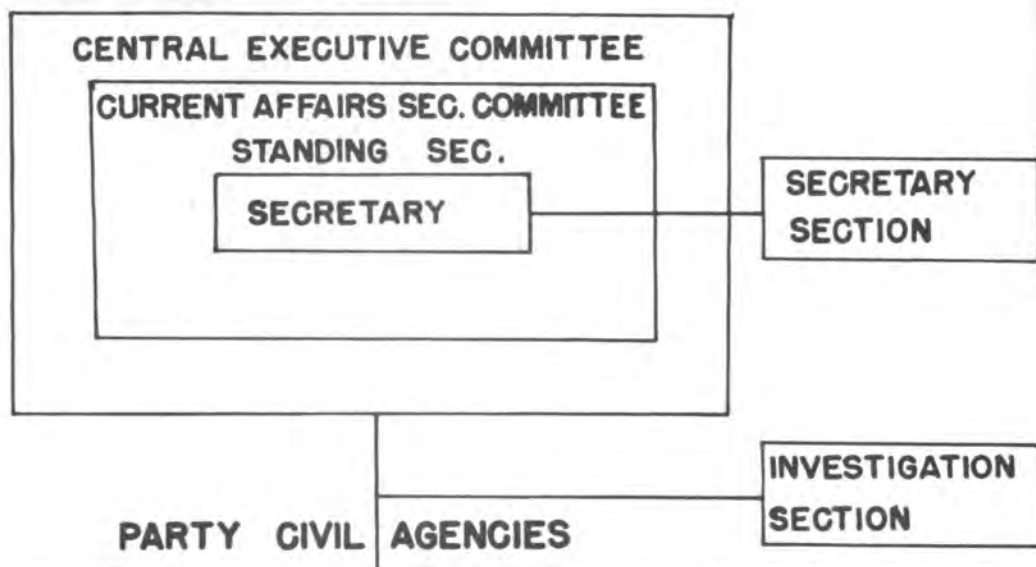 CENTRAL EXECUTIVE COMMITTEE
CURRENT AFFAIRS SEC. COMMITTEE
STANDING SEC.
SECRETARY
SECRETARY
SECTION
INVESTIGATION
SECTION
PARTY CIVIL AGENCIES